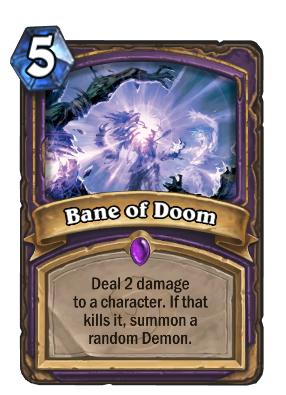 5
Bane of Doom
Deal 2 damage
to a character. If that
kills it, summon a
random Demon.